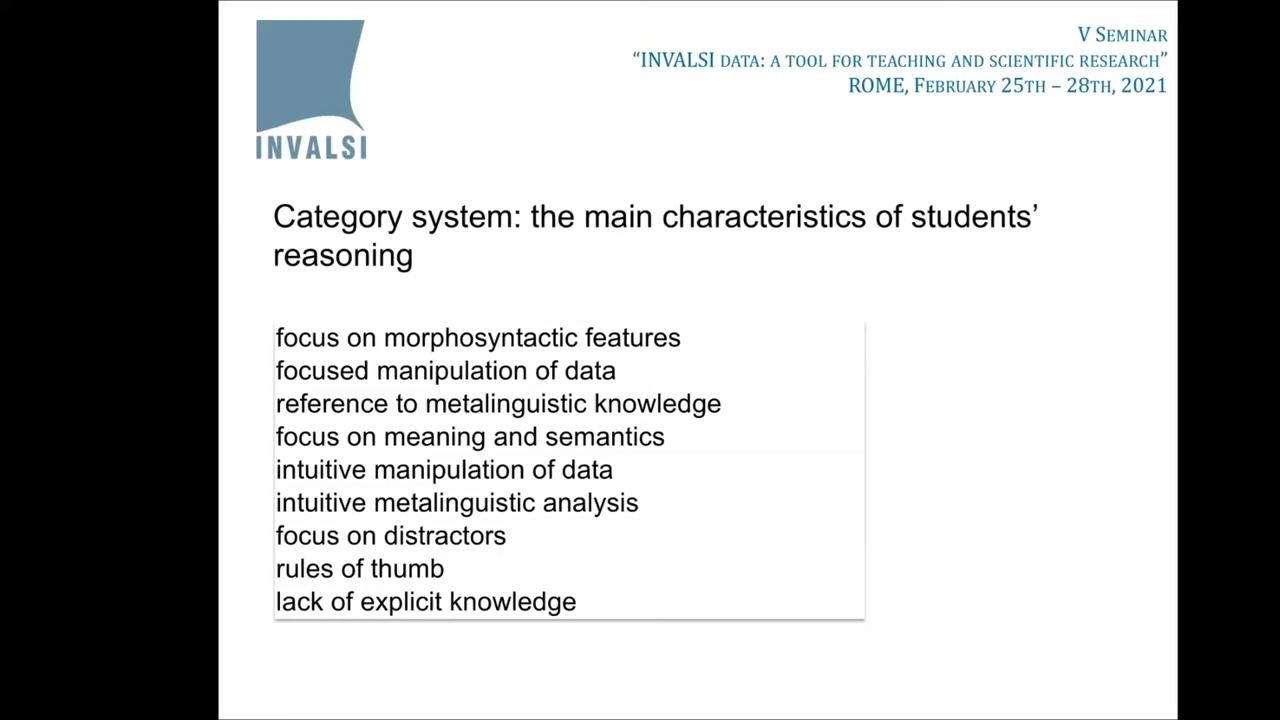 V Seminar
“INVALSI data: a tool for teaching and scientific research”
ROME, February 25th – 28th, 2021
INVALSI
Category system: the main characteristics of students’
reasoning
focus on morphosyntactic features
focused manipulation of data
reference to metalinguistic knowledge
focus on meaning and semantics
intuitive manipulation of data
intuitive metalinguistic analysis
focus on distractors
rules of thumb
lack of explicit knowledge